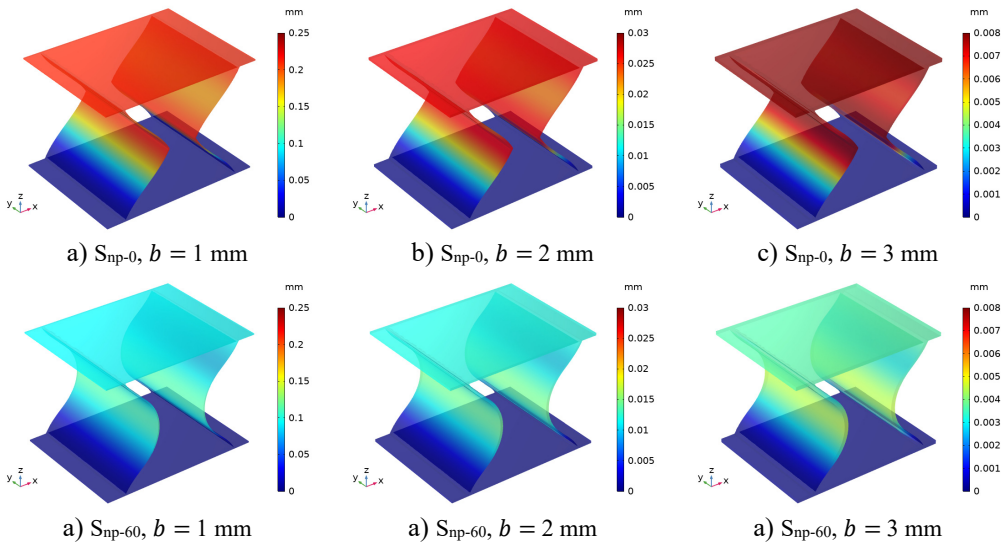 mm
0.25
0.2
0.15
0.1
0.05
0
y z x
a) Snp-0, b = 1 mm
mm
0.03
0.025
0.02
0.015
0.01
0.005
0
y z x
b) Snp-0, b = 2 mm
mm
0.008
0.007
0.006
0.005
0.004
0.003
0.002
0.001
0
y z x
c) Snp-0, b = 3 mm
mm
0.25
0.2
0.15
0.1
0.05
0
y z x
a) Snp-60, b = 1 mm
mm
0.03
0.025
0.02
0.015
0.01
0.005
0
y z x
a) Snp-60, b = 2 mm
mm
0.008
0.007
0.006
0.005
0.004
0.003
0.002
0.001
0
y z x
a) Snp-60, b = 3 mm